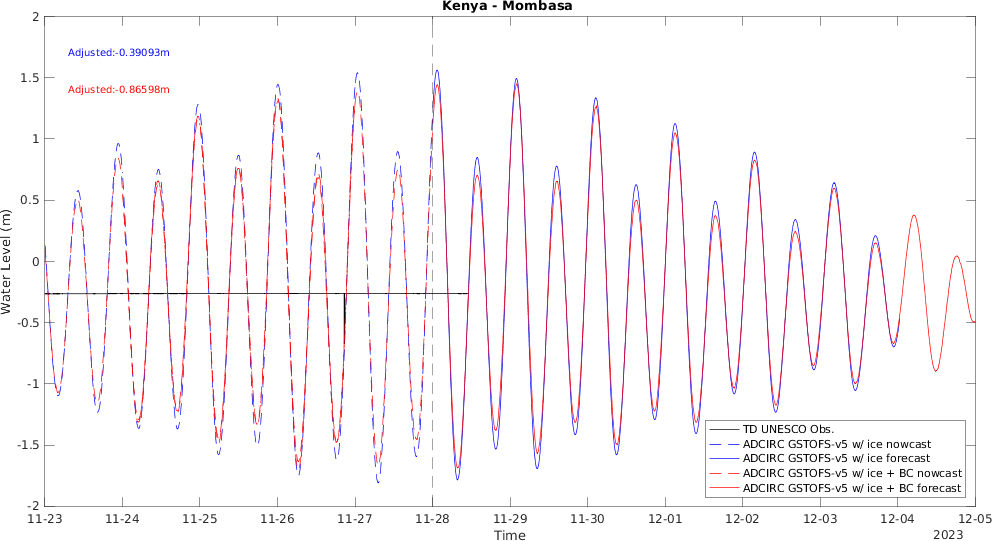 Kenya - Mombasa
Adjusted:-0.39093m
Adjusted:-0.86598m
Water Level (m)
2
1.5
1
0.5
0
-0.5
-1
-1.5
-2
TD UNESCO Obs.
ADCIRC GSTOFS-v5 w/ ice nowcast
ADCIRC GSTOFS-v5 w/ ice forecast
ADCIRC GSTOFS-v5 w/ ice + BC nowcast
ADCIRC GSTOFS-v5 w/ ice + BC forecast
11-23 11-24 11-25 11-26 11-27 11-28 11-29 11-30 12-01 12-02 12-03 12-04 12-05
Time
2023